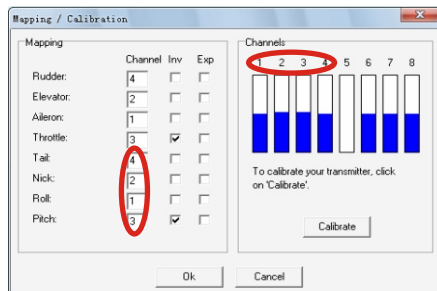 Mapping / Calibration
Mapping
Channel Inv Exp
Rudder: 4
Elevator: 2
Aileron: 1
Throttle: 3
Tail: 4
Nick: 2
Roll: 1
Pitch: 3
Channels
1 2 3 4 5 6 7 8
To calibrate your transmitter, click
on 'Calibrate'.
Calibrate
Ok Cancel